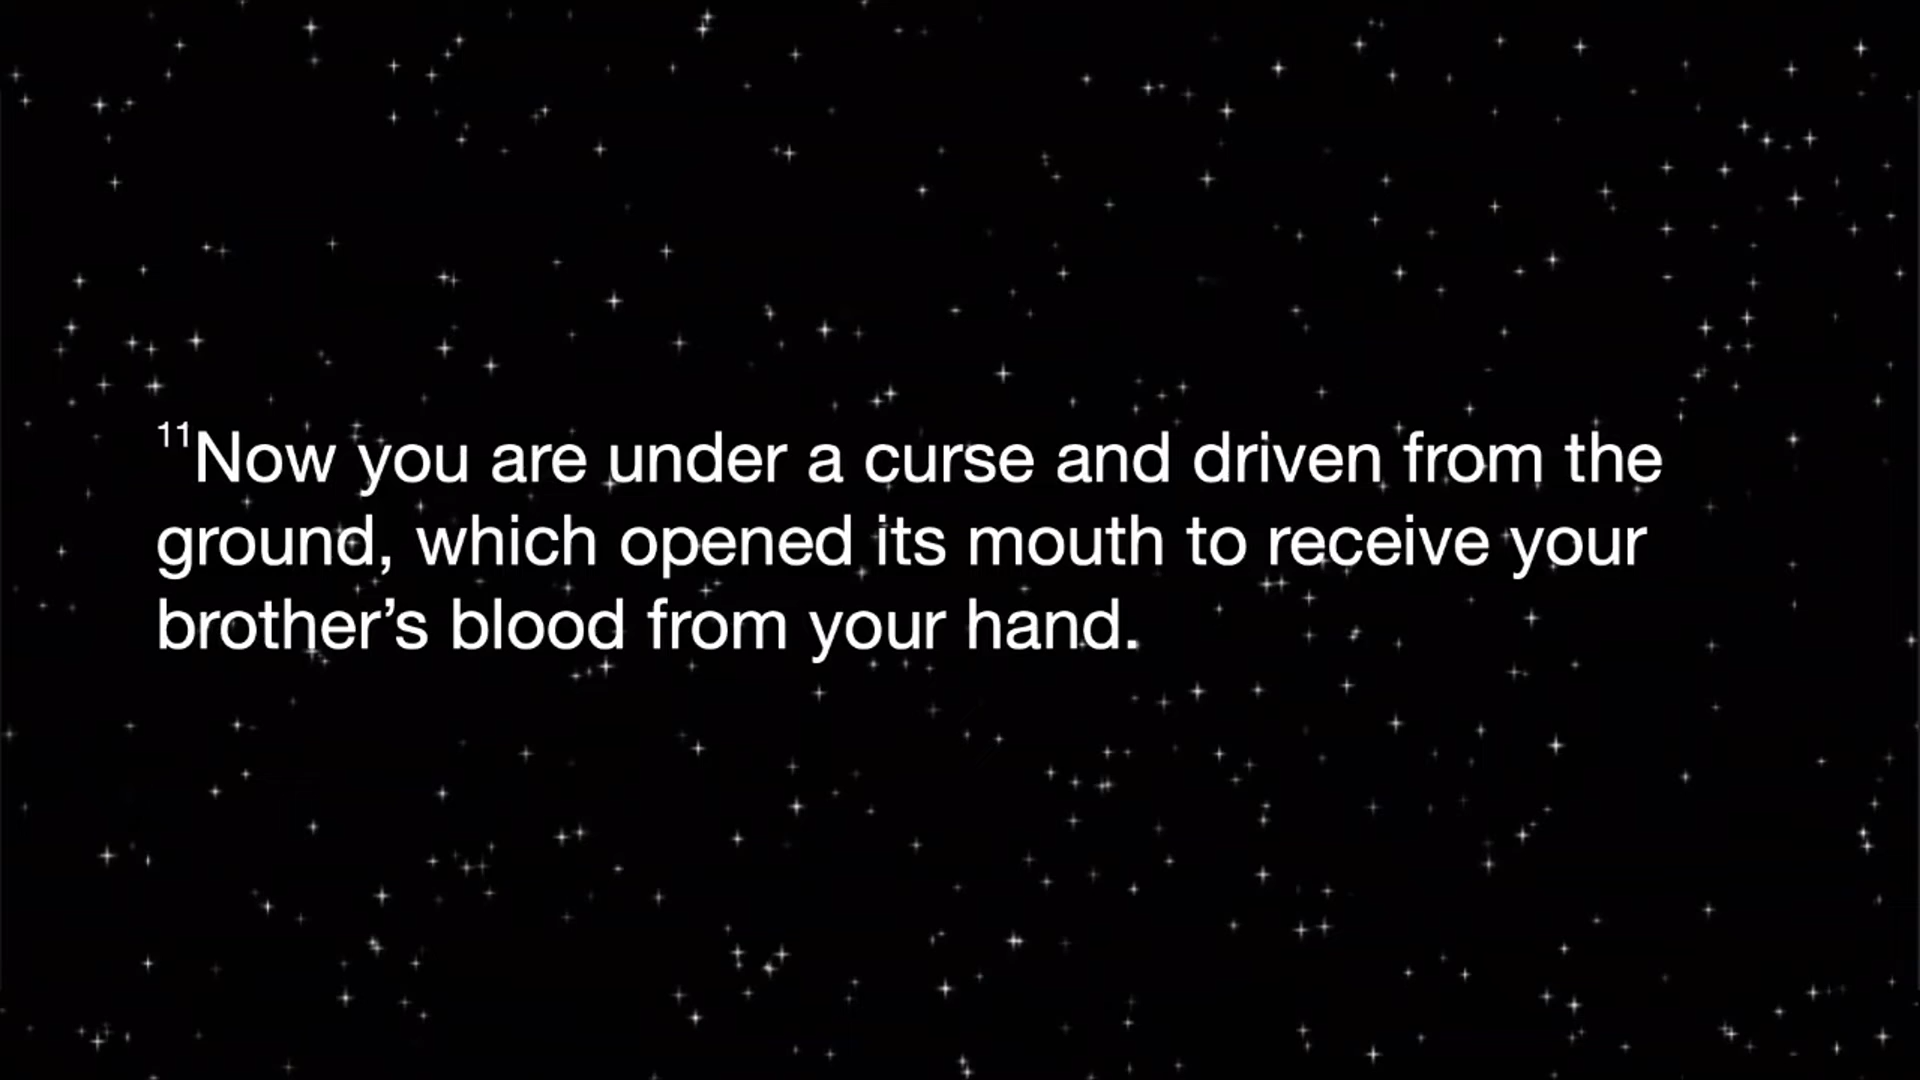 11Now you are under a curse and driven from the
ground, which opened its mouth to receive your
brother’s blood from your hand.